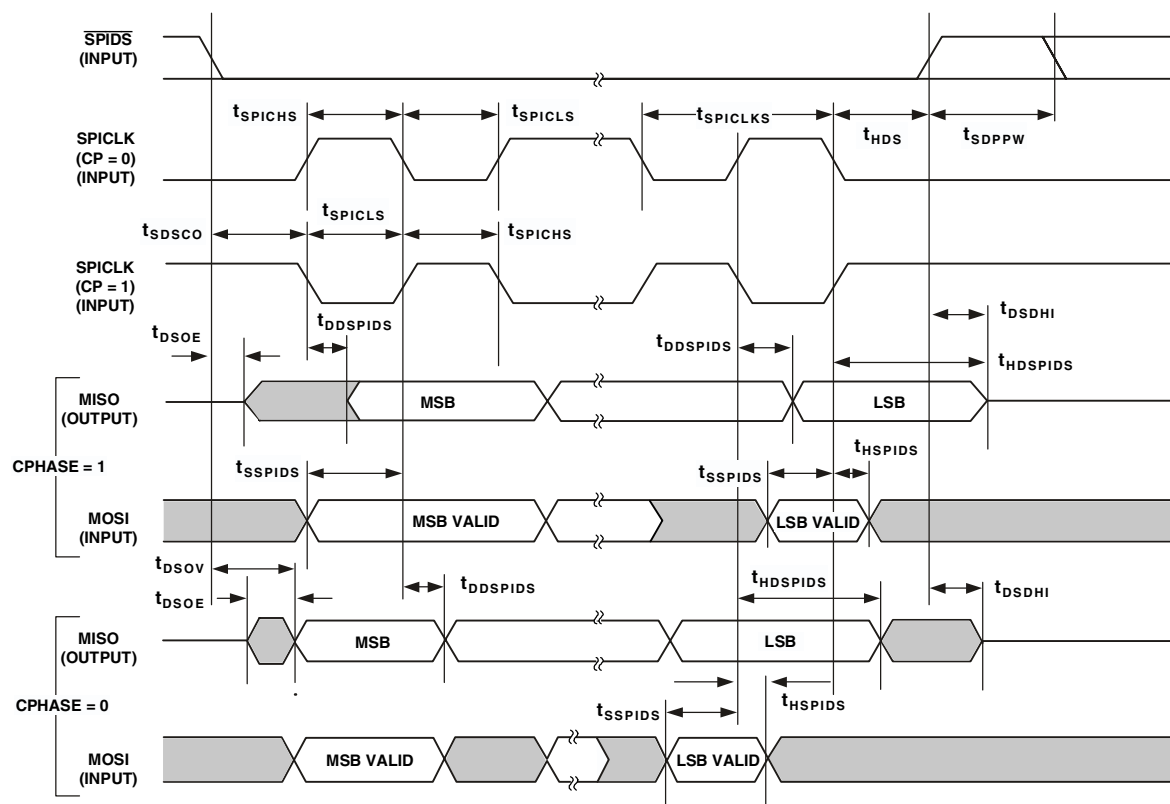 SPIDS
(INPUT)
tSPICHS
tSPICLS
tSPICLKS
tHDS
tSDPPW
SPICLK
(CP = 0)
(INPUT)
tSPICLS
tSDSCO
tSPICHS
SPICLK
(CP = 1)
(INPUT)
tDSOE
tDDSPIDS
tDDSPIDS
tDSDHI
tHDSPIDS
MISO
(OUTPUT)
MSB
LSB
CPHASE = 1
tSSPIDS
tSSPIDS
tHSPIDS
MOSI
(INPUT)
MSB VALID
LSB VALID
tDSOV
tDSOE
tDDSPIDS
tHDSPIDS
tDSDHI
MISO
(OUTPUT)
MSB
LSB
CPHASE = 0
tSSPIDS
tHSPIDS
MOSI
(INPUT)
MSB VALID
LSB VALID